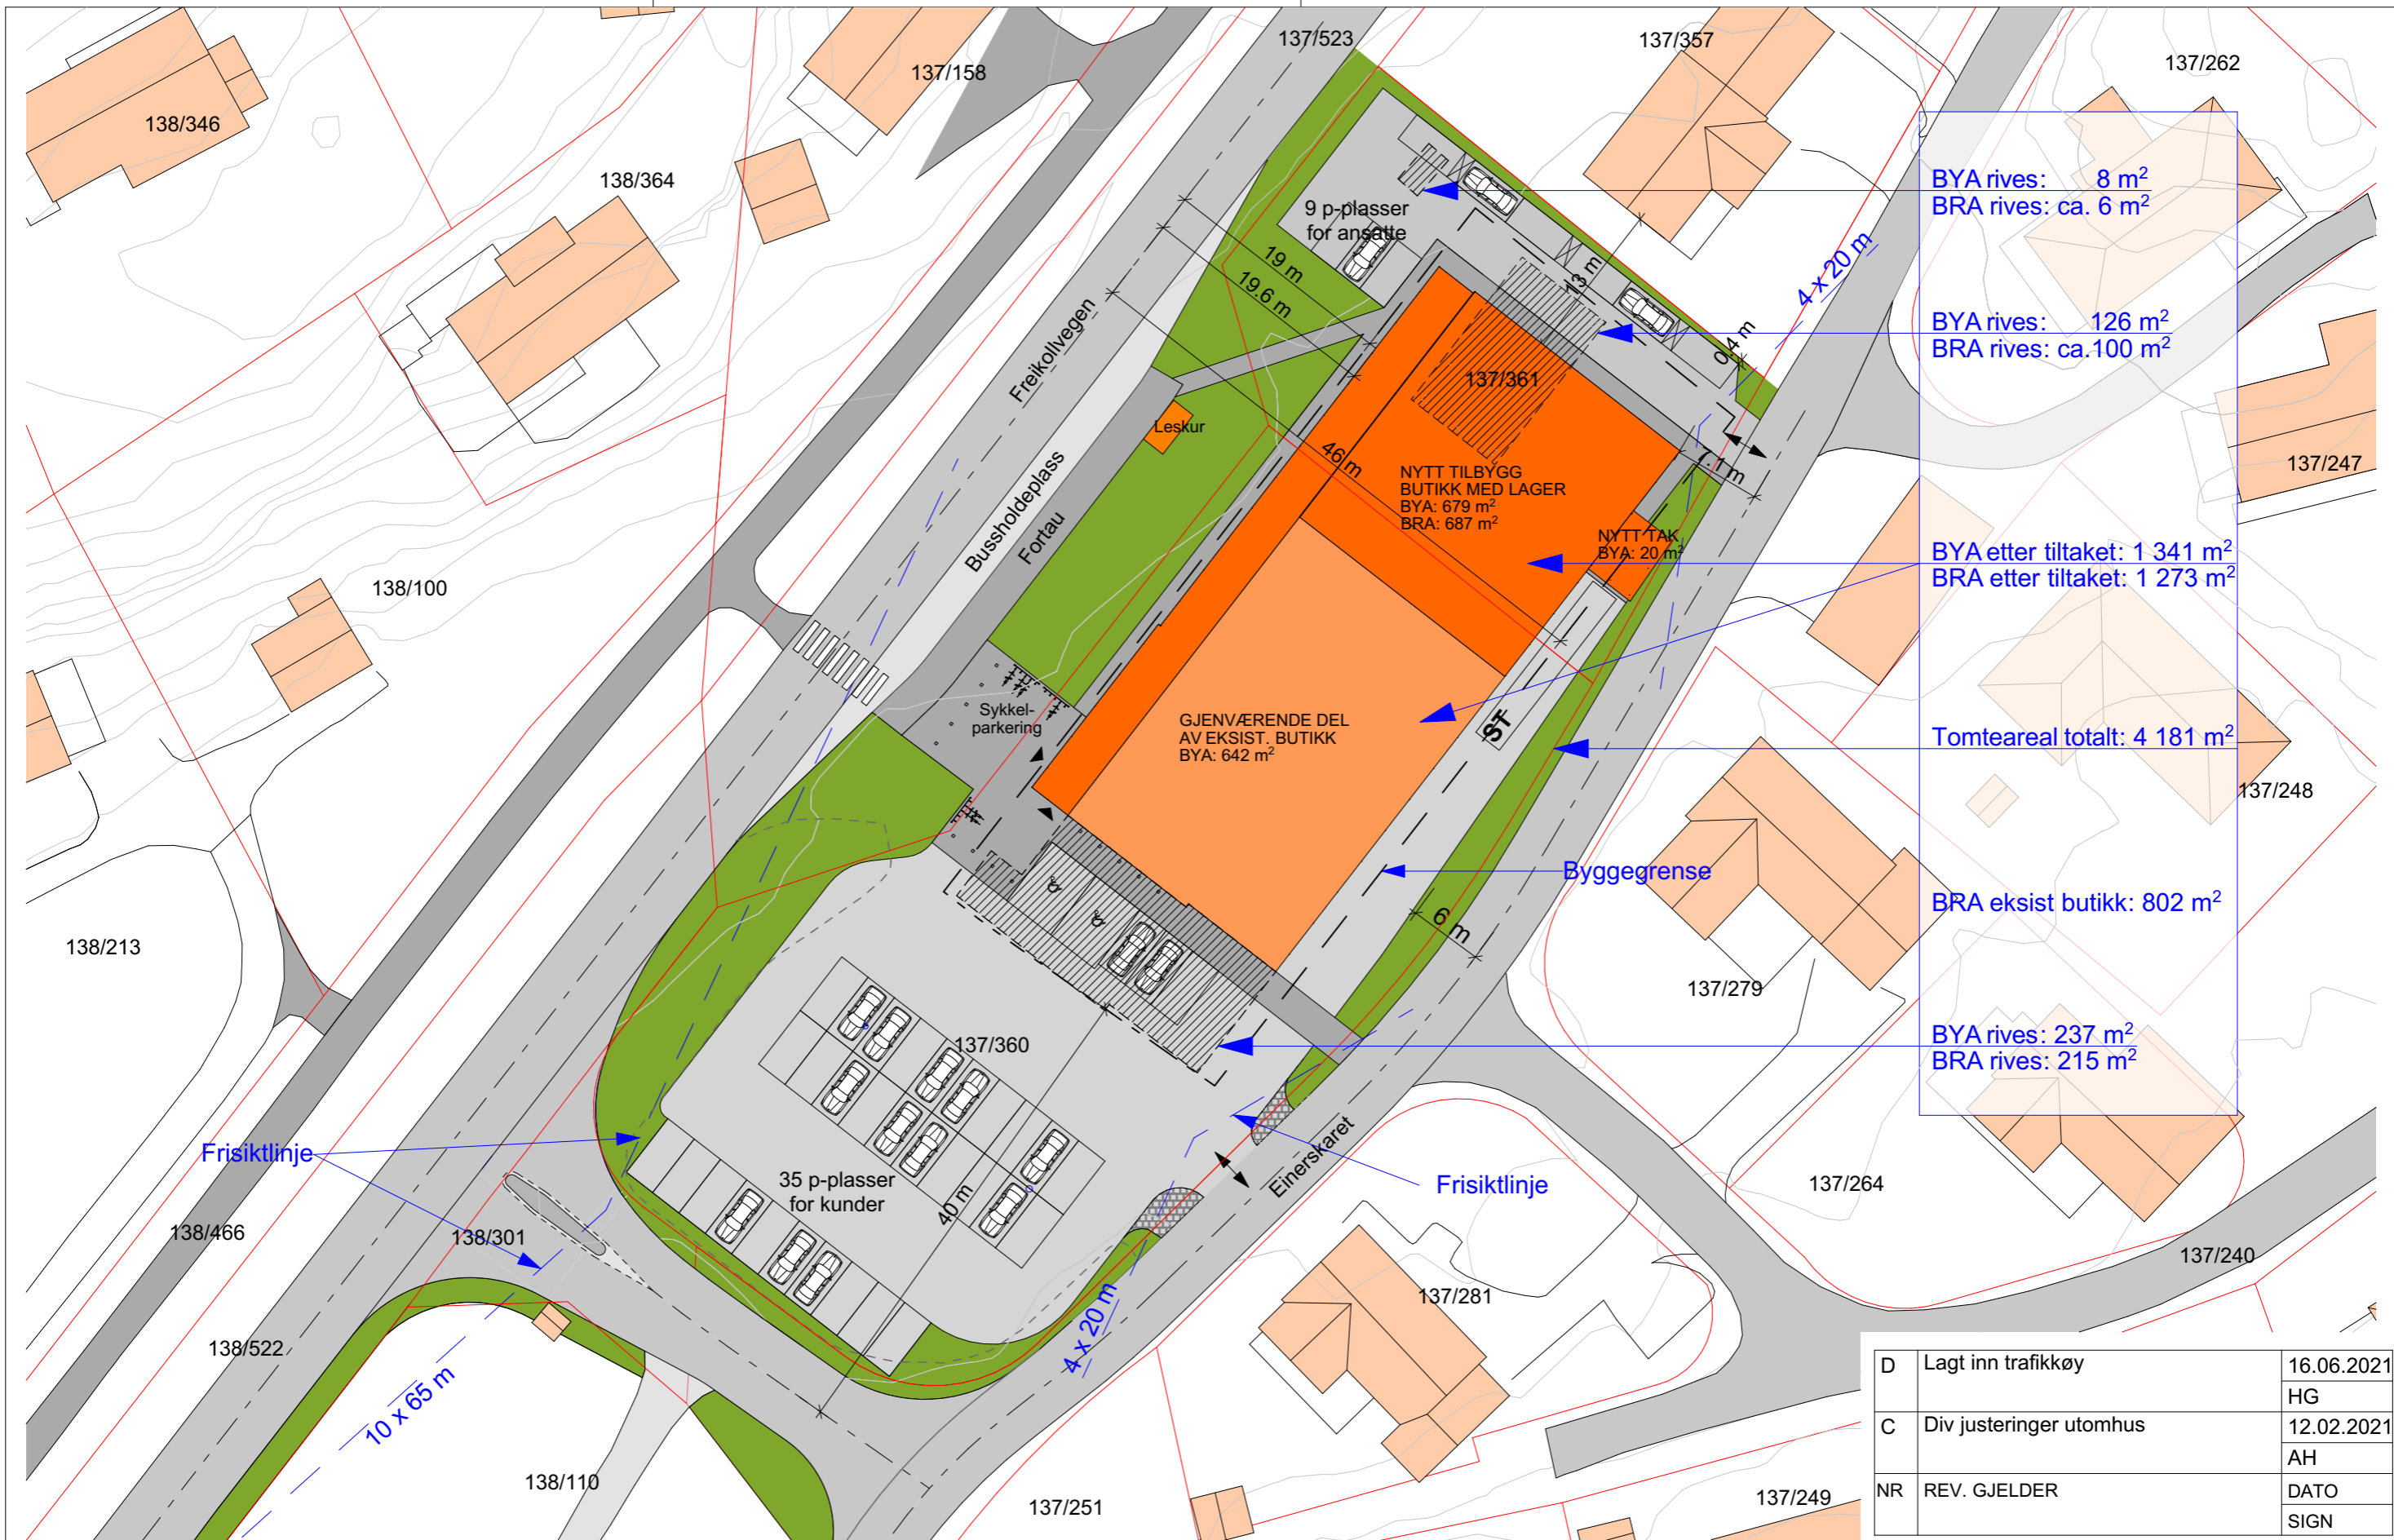 137/523
137/357
137/262
137/158
138/346
138/364
9 p-plasser
for ansatte
BYA rives: 8 m²
BRA rives: ca. 6 m²
19 m
19.6 m
13 m
4 x 20 m
0.4 m
BYA rives: 126 m²
BRA rives: ca.100 m²
Freikollvegen
137/361
Leskur
46 m
7.1 m
137/247
NYTT TILBYGG
BUTIKK MED LAGER
BYA: 679 m²
BRA: 687 m²
NYTT TAK
BYA: 20 m²
Bussholdeplass
Fortau
BYA etter tiltaket: 1 341 m²
BRA etter tiltaket: 1 273 m²
138/100
Sykkel-
parkering
GJENVÆRENDE DEL
AV EKSIST. BUTIKK
BYA: 642 m²
ST
Tomteareal totalt: 4 181 m²
137/248
Byggegrense
BRA eksist butikk: 802 m²
6 m
138/213
137/279
137/360
BYA rives: 237 m²
BRA rives: 215 m²
Frisiktlinje
Einerskaret
35 p-plasser
for kunder
40 m
Frisiktlinje
137/264
138/466
138/301
137/240
137/281
4 x 20 m
138/522
10 x 65 m
138/110
137/251
137/249
D Lagt inn trafikkøy 16.06.2021
HG
C Div justeringer utomhus 12.02.2021
AH
NR REV. GJELDER DATO
SIGN